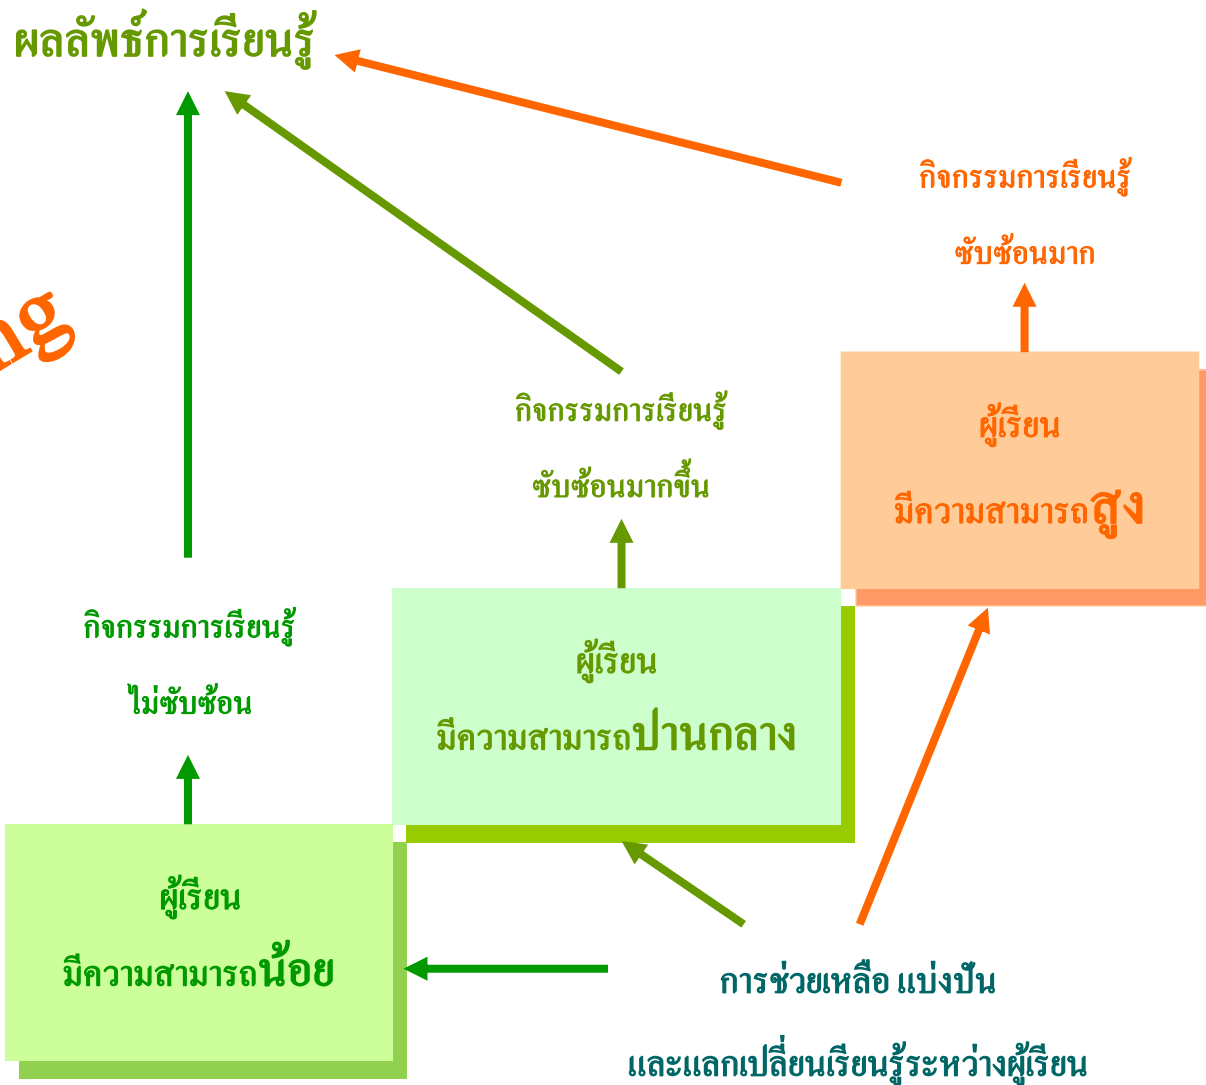 ผลลัพธ์การเรียนรู้
กิจกรรมการเรียนรู้
ซับซ้อนมาก
ng
กิจกรรมการเรียนรู้
ซับซ้อนมากขึ้น
ผู้เรียน
มีความสามารถสูง
กิจกรรมการเรียนรู้
ไม่ซับซ้อน
ผู้เรียน
มีความสามารถปานกลาง
ผู้เรียน
มีความสามารถน้อย
การช่วยเหลือ แบ่งปัน
และแลกเปลี่ยนเรียนรู้ระหว่างผู้เรียน